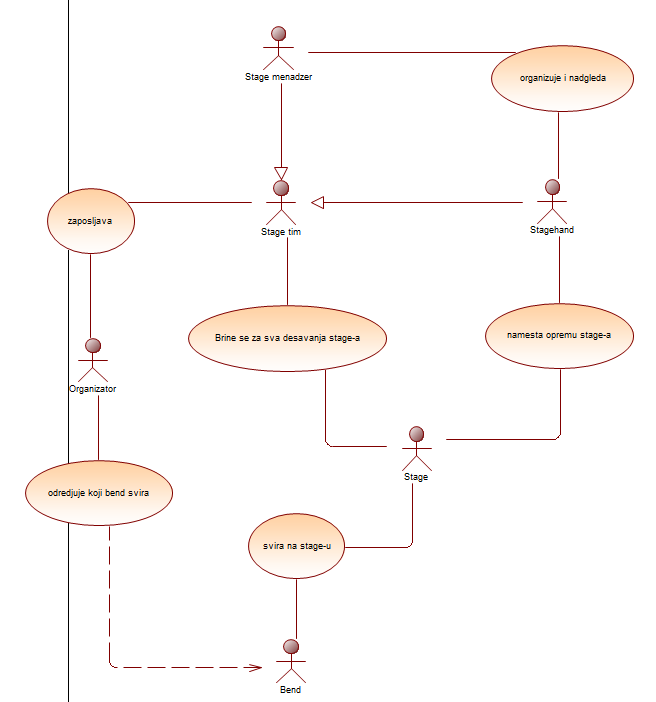 Stage menadzer
organizuje i nadgleda
zaposljava
Stage tim
Stagehand
Brine se za sva desavanja stage-a
namesta opremu stage-a
Organizator
Stage
odredjuje koji bend svira
svira na stage-u
Bend